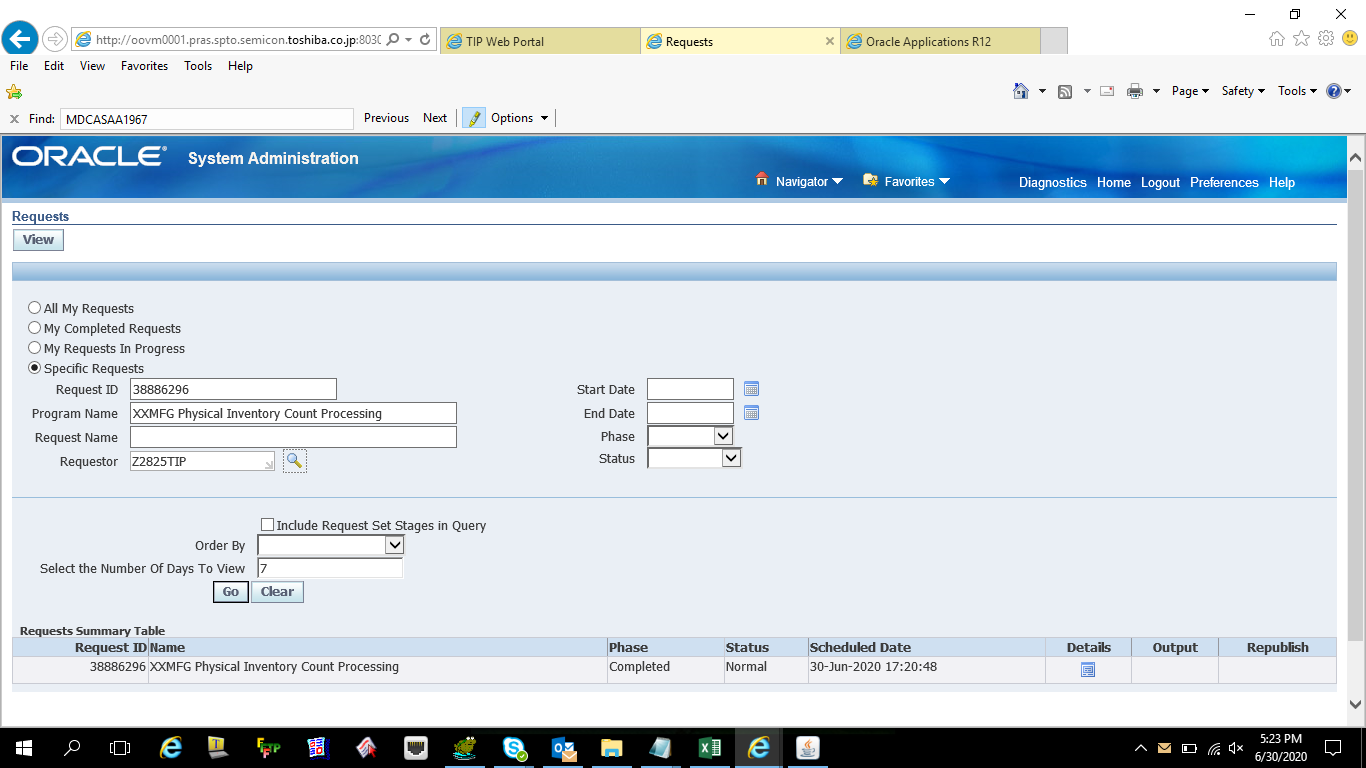 http://oovm0001.pras.spto.semicon.toshiba.co.jp:8030
TIP Web Portal
Requests
Oracle Applications R12
File Edit View Favorites Tools Help
Page Safety Tools
x Find: MDCASAA1967 Previous Next Options
ORACLE® System Administration
Navigator Favorites Diagnostics Home Logout Preferences Help
Requests
View
All My Requests
My Completed Requests
My Requests In Progress
Specific Requests
Request ID 38886296 Start Date
Program Name XXMFG Physical Inventory Count Processing End Date
Request Name Phase
Requestor Z2825TIP Status
Include Request Set Stages in Query
Order By
Select the Number Of Days To View 7
Go Clear
Requests Summary Table
Request ID Name Phase Status Scheduled Date Details Output Republish
38886296 XXMFG Physical Inventory Count Processing Completed Normal 30-Jun-2020 17:20:48
5:23 PM
6/30/2020